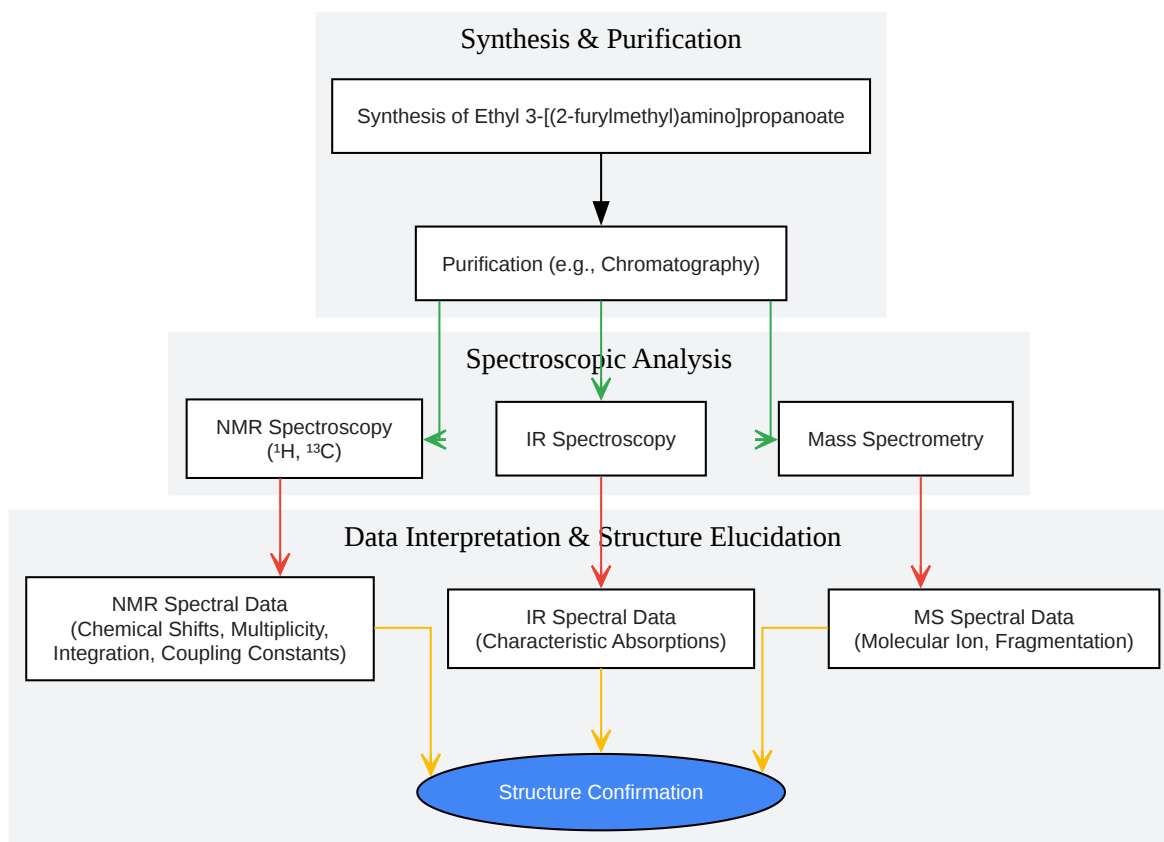 Synthesis & Purification
Synthesis of Ethyl 3-[(2-furylmethyl)amino]propanoate
Purification (e.g., Chromatography)
Spectroscopic Analysis
NMR Spectroscopy
(¹H, ¹³C)
IR Spectroscopy
Mass Spectrometry
Data Interpretation & Structure Elucidation
NMR Spectral Data
(Chemical Shifts, Multiplicity,
Integration, Coupling Constants)
IR Spectral Data
(Characteristic Absorptions)
MS Spectral Data
(Molecular Ion, Fragmentation)
Structure Confirmation